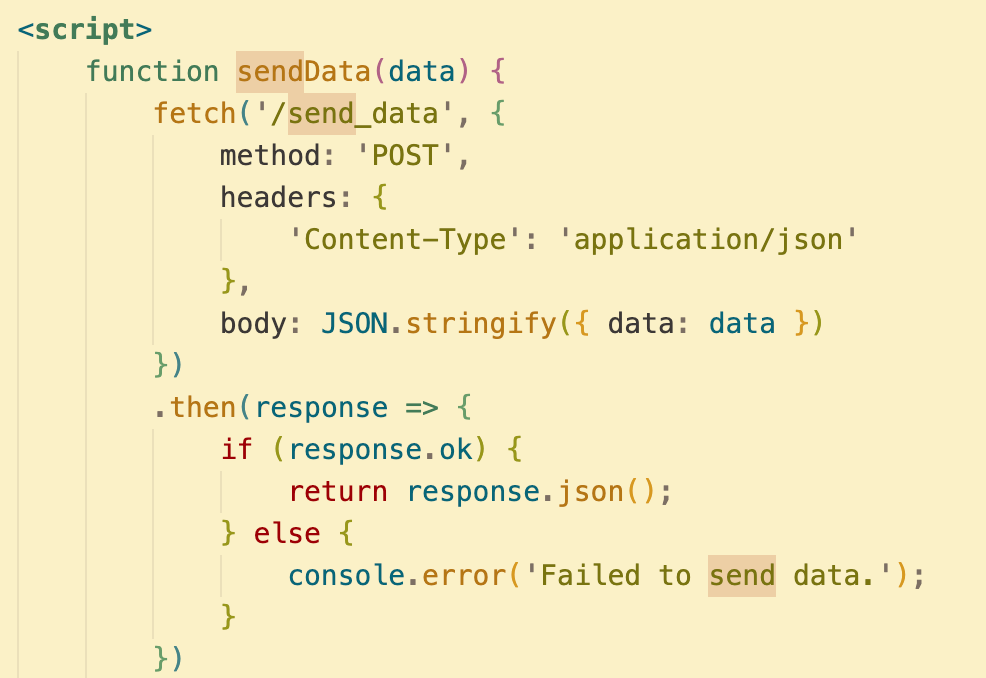 <script>
function sendData(data) {
fetch('/send_data', {
method: 'POST',
headers: {
'Content-Type': 'application/json'
},
body: JSON.stringify({ data: data })
})
.then(response => {
if (response.ok) {
return response.json();
} else {
console.error('Failed to send data.');
}
})